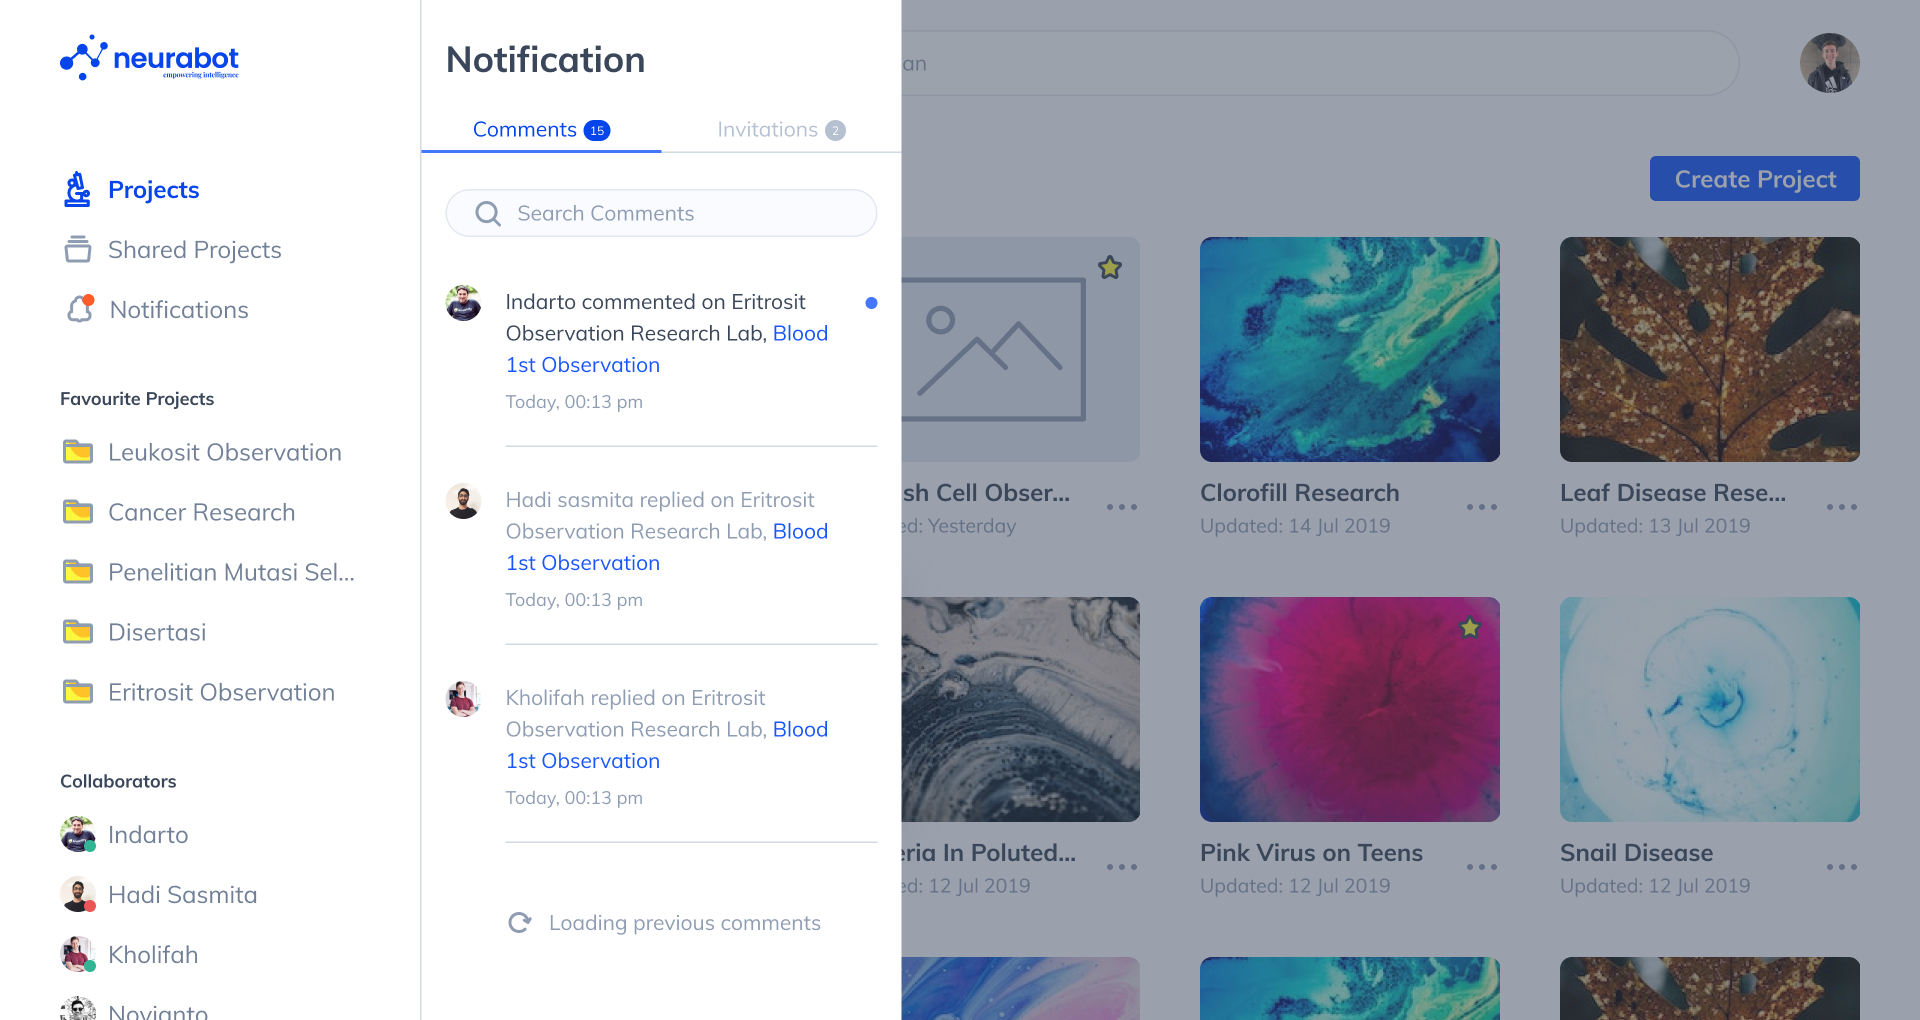 neurabot
empowering intelligence
Projects
Shared Projects
Notifications
Favourite Projects
Leukosit Observation
Cancer Research
Penelitian Mutasi Sel...
Disertasi
Eritrosit Observation
Collaborators
Indarto
Hadi Sasmita
Kholifah
Novianto
Notification
Comments 15
Invitations 2
Search Comments
Indarto commented on Eritrosit
Observation Research Lab, Blood
1st Observation
Today, 00:13 pm
Hadi sasmita replied on Eritrosit
Observation Research Lab, Blood
1st Observation
Today, 00:13 pm
Kholifah replied on Eritrosit
Observation Research Lab, Blood
1st Observation
Today, 00:13 pm
Loading previous comments
an
Create Project
sh Cell Obser...
ed: Yesterday
Clorofill Research
Updated: 14 Jul 2019
Leaf Disease Rese...
Updated: 13 Jul 2019
eria In Poluted...
ed: 12 Jul 2019
Pink Virus on Teens
Updated: 12 Jul 2019
Snail Disease
Updated: 12 Jul 2019